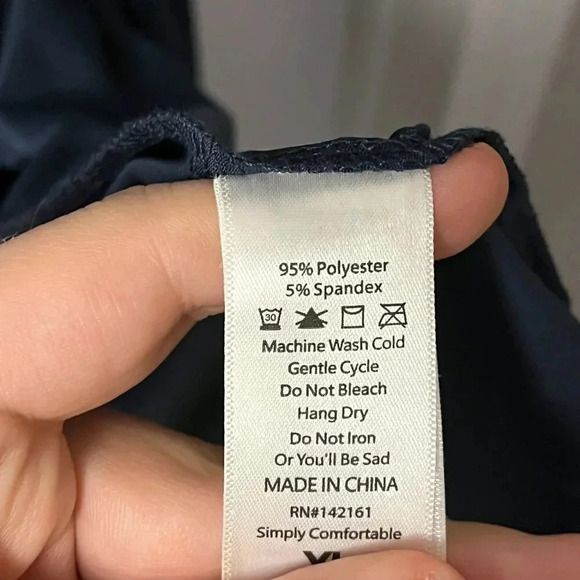 95% Polyester
5% Spandex
30
Machine Wash Cold
Gentle Cycle
Do Not Bleach
Hang Dry
Do Not Iron
Or You'll Be Sad
MADE IN CHINA
RN#142161
Simply Comfortable
XL